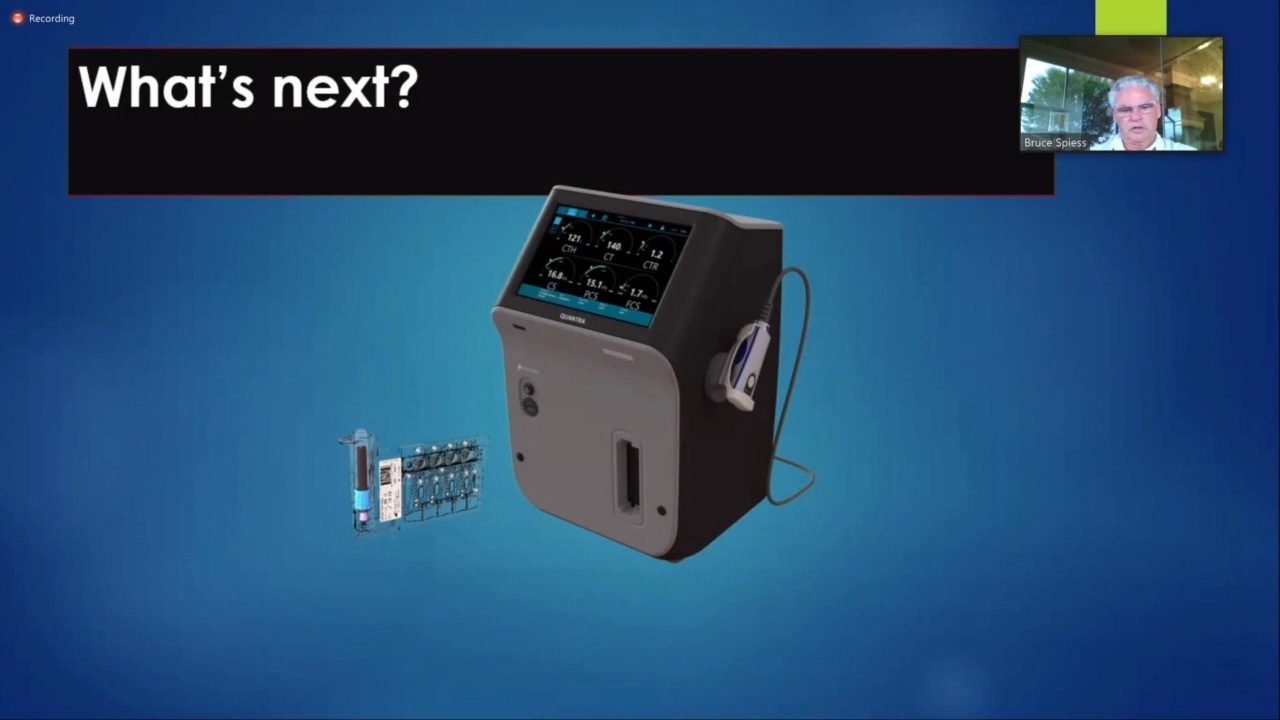 Recording
What's next?
Bruce Spiess
121
CTH
140
CT
1.2
CTR
16.8
CS
15.1
PCS
1.7
FCS
QUANTRA